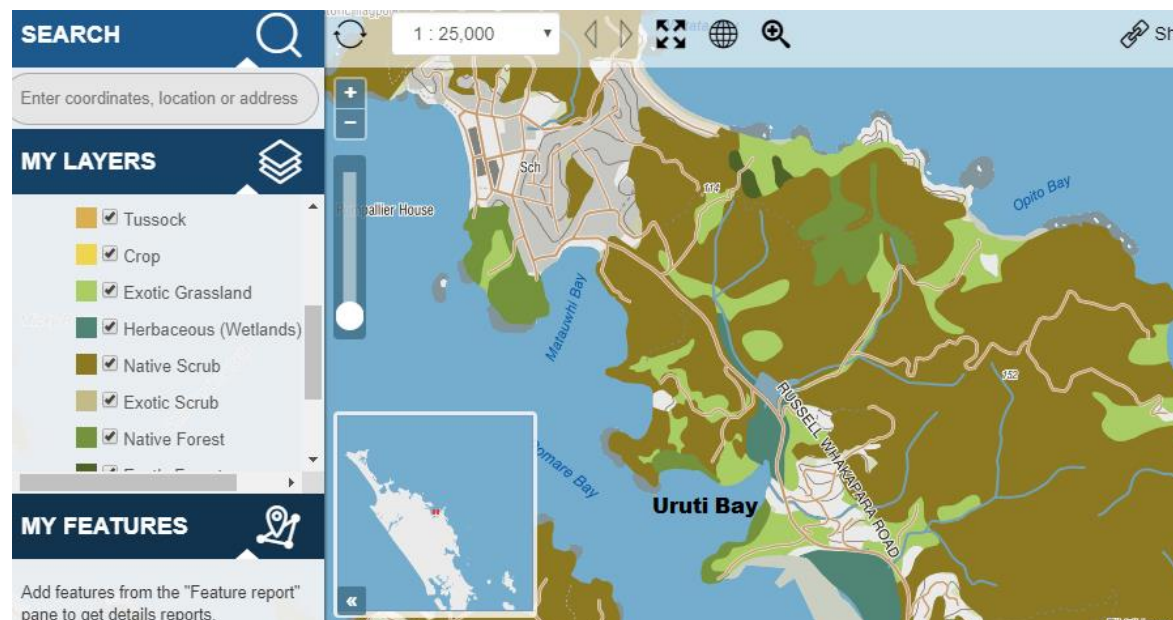 SEARCH
1 : 25,000
Sh
Enter coordinates, location or address
MY LAYERS
Tussock
Crop
Exotic Grassland
Herbaceous (Wetlands)
Native Scrub
Exotic Scrub
Native Forest
MY FEATURES
Add features from the "Feature report"
pane to get details reports.
Sch
pallier House
114
Opito Bay
Matauwhi Bay
152
RUSSELL WHAKAPARA ROAD
omare Bay
Uruti Bay
+
−
«